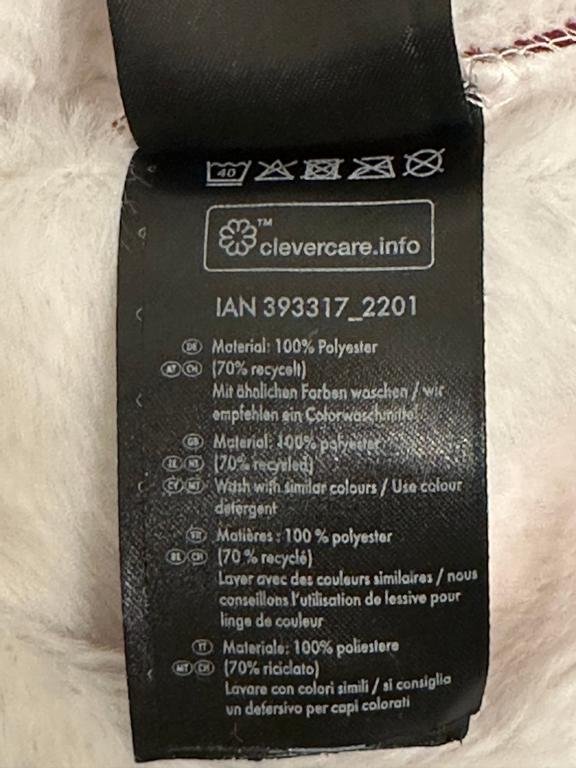 40
™
clevercare.info
IAN 393317_2201
DE Material: 100% Polyester
AT CH (70% recycelt)
Mit ähnlichen Farben waschen / wir
empfehlen ein Colorwaschmittel
GB Material: 100% polyester
IE NI (70% recycled)
CY MT Wash with similar colours / Use colour
detergent
FR Matières : 100 % polyester
BE CH (70 % recyclé)
Laver avec des couleurs similaires / nous
conseillons l'utilisation de lessive pour
linge de couleur
IT Materiale: 100% poliestere
MT CH (70% riciclato)
Lavare con colori simili / si consiglia
un detersivo per capi colorati